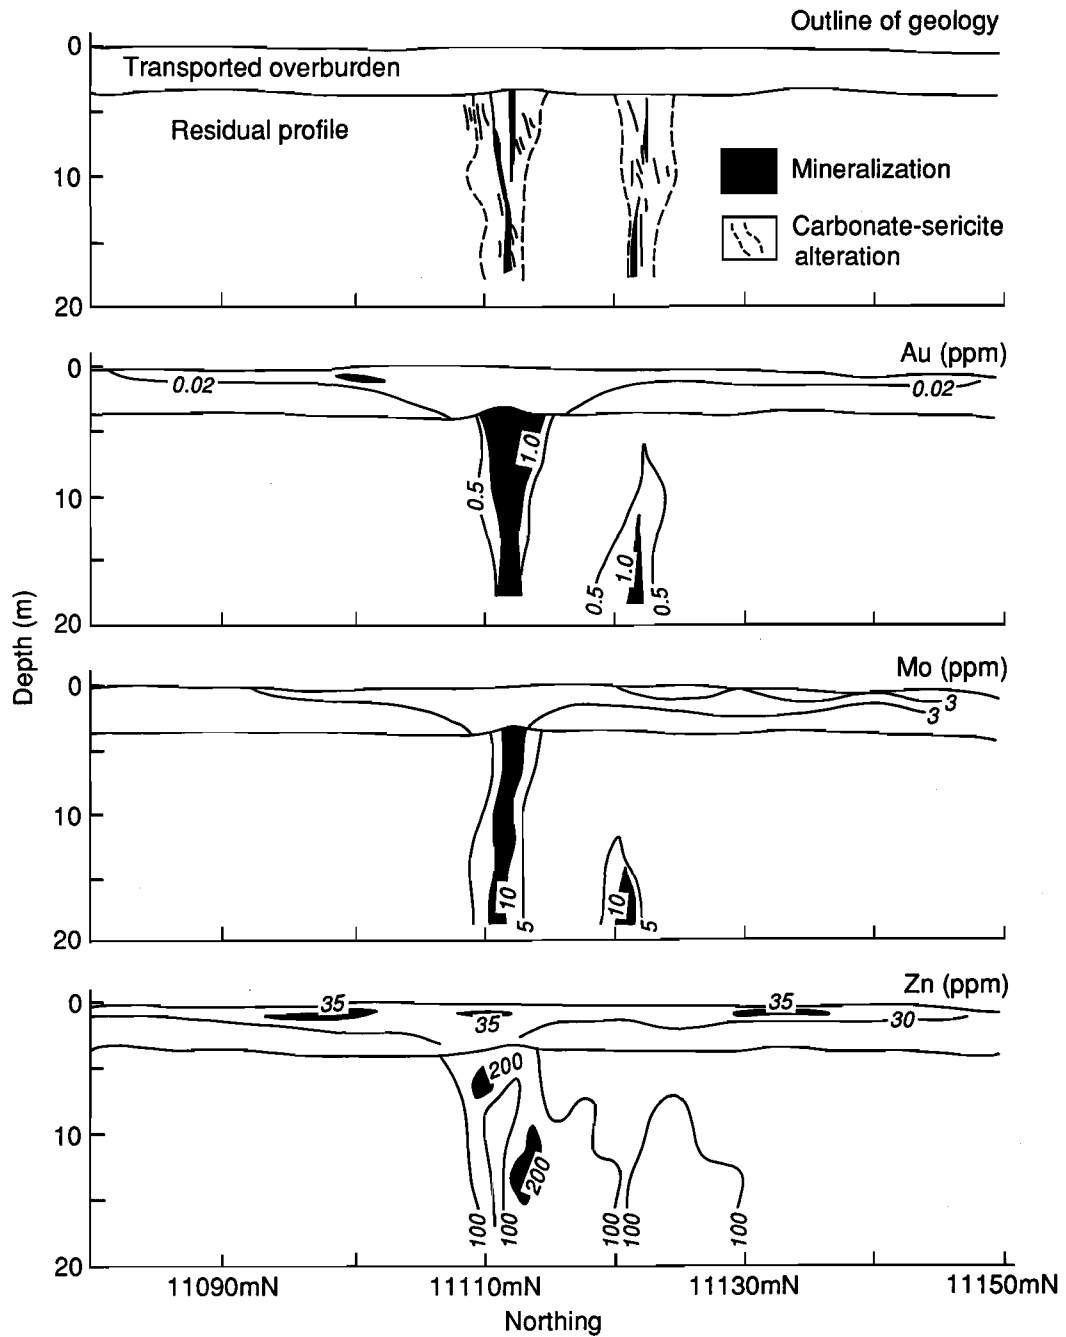 Outline of geology
0
Transported overburden
Residual profile
10
Mineralization
Carbonate-sericite
alteration
20
Au (ppm)
0
0.02
0.02
1.0
0.5
10
1.0
0.5
0.5
20
Depth (m)
Mo (ppm)
0
3
3
10
10
5
10
5
20
Zn (ppm)
0
35
35
35
30
200
10
200
100
100
100
100
100
20
11090mN
11110mN
11130mN
11150mN
Northing